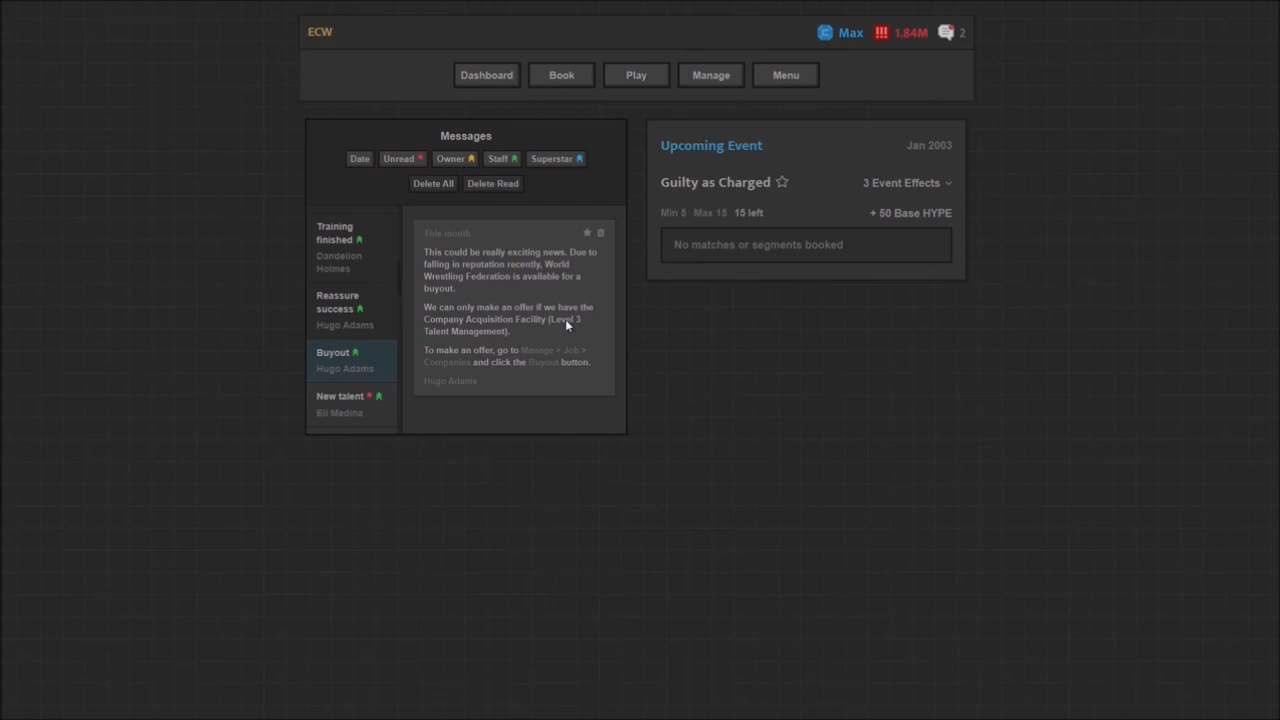 ECW
Max 1.84M 2
Dashboard Book Play Manage Menu
Messages
Date Unread * Owner Staff Superstar
Delete All Delete Read
Training
finished
Dandelion
Holmes
Reassure
success
Hugo Adams
Buyout
Hugo Adams
New talent *
Eli Medina
This month
This could be really exciting news. Due to
falling in reputation recently, World
Wrestling Federation is available for a
buyout.
We can only make an offer if we have the
Company Acquisition Facility (Level 3
Talent Management).
To make an offer, go to Manage > Job >
Companies and click the Buyout button.
Hugo Adams
Upcoming Event Jan 2003
Guilty as Charged 3 Event Effects
Min 5 Max 15 15 left + 50 Base HYPE
No matches or segments booked